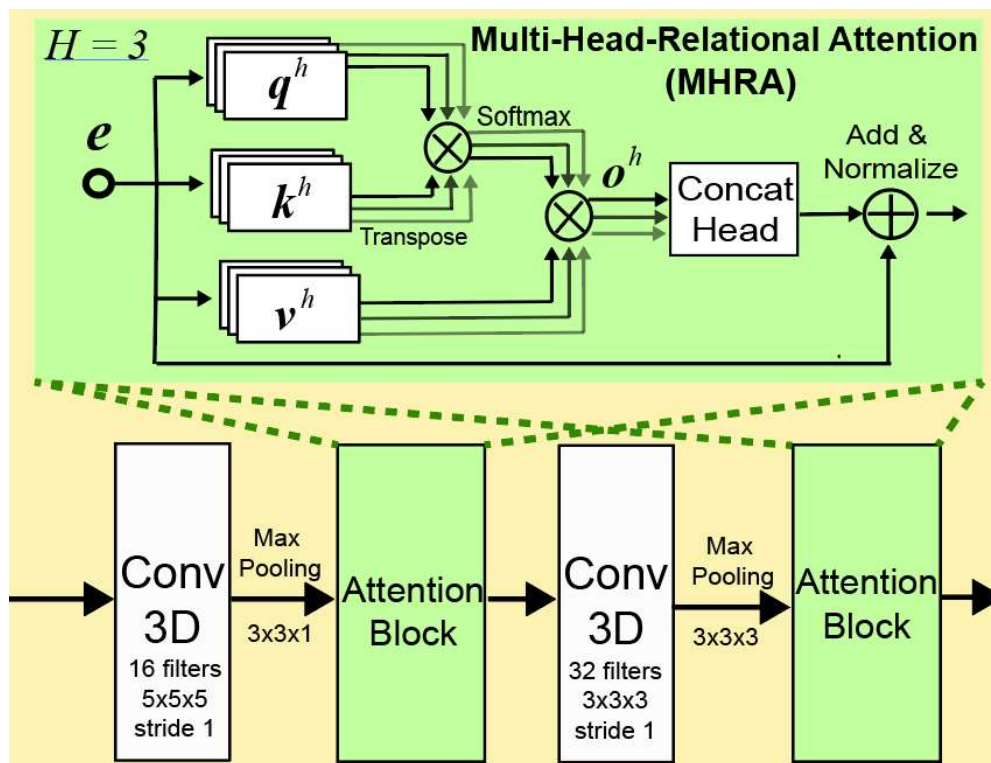 H = 3
Multi-Head-Relational Attention
(MHRA)
q^h
Softmax
Add &
Normalize
e
k^h
o^h
Concat
Head
Transpose
v^h
Conv
3D
16 filters
5x5x5
stride 1
Max
Pooling
3x3x1
Attention
Block
Conv
3D
32 filters
3x3x3
stride 1
Max
Pooling
3x3x3
Attention
Block